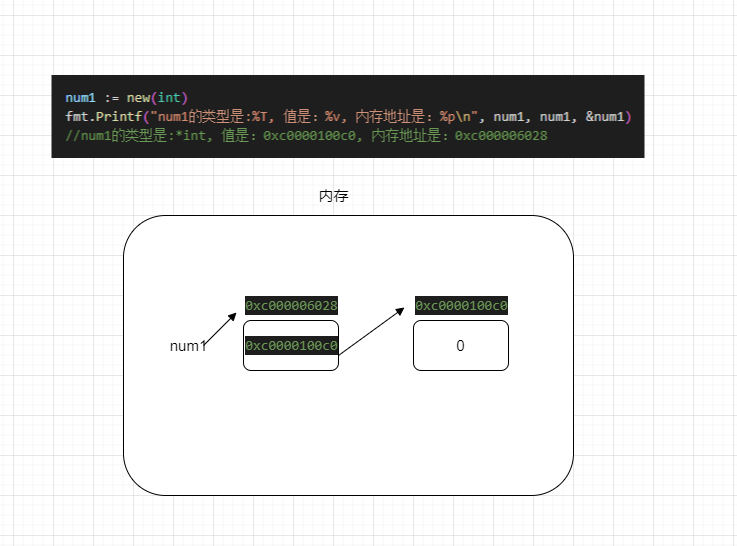 num1 := new(int)
fmt.Printf("num1的类型是:%T, 值是：%v, 内存地址是：%p\n", num1, num1, &num1)
//num1的类型是:*int, 值是：0xc0000100c0, 内存地址是：0xc000006028
内存
0xc000006028
0xc0000100c0
num1
0xc0000100c0
0